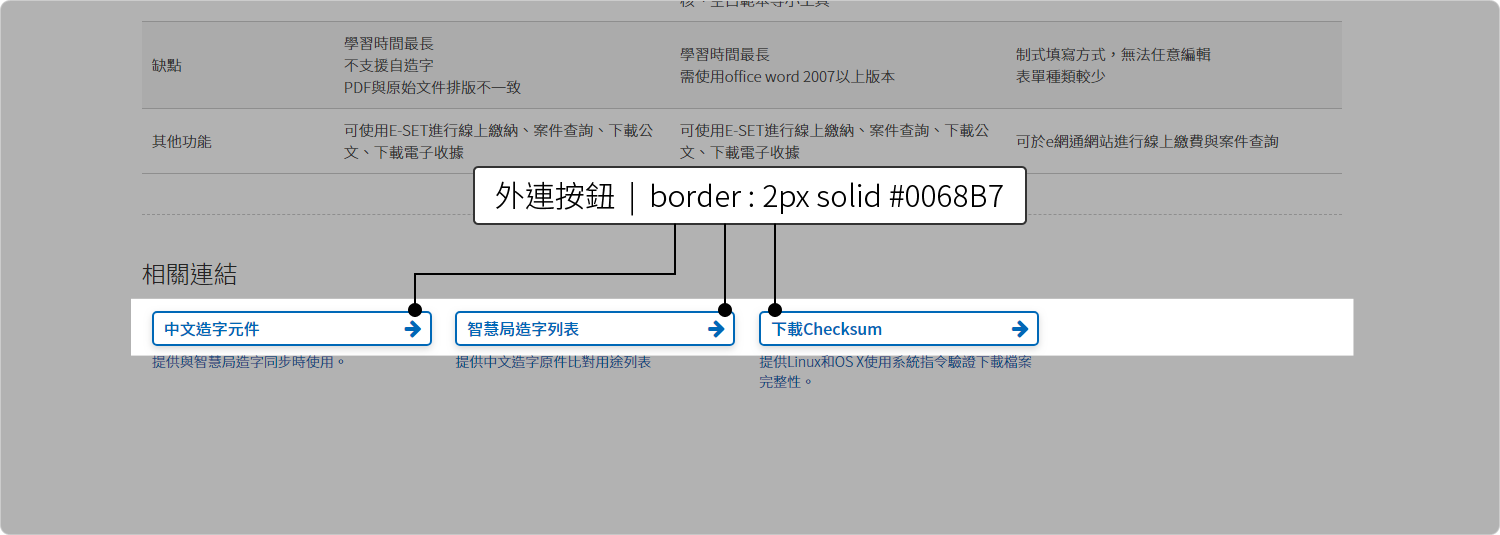 核、空白範本等小工具
缺點
學習時間最長
不支援自造字
PDF與原始文件排版不一致
學習時間最長
需使用office word 2007以上版本
制式填寫方式，無法任意編輯
表單種類較少
其他功能
可使用E-SET進行線上繳納、案件查詢、下載公
文、下載電子收據
可使用E-SET進行線上繳納、案件查詢、下載公
文、下載電子收據
可於e網通網站進行線上繳費與案件查詢
外連按鈕｜border : 2px solid #0068B7
相關連結
中文造字元件
智慧局造字列表
下載Checksum
提供與智慧局造字同步時使用。
提供中文造字原件比對用途列表
提供Linux和OS X使用系統指令驗證下載檔案
完整性。